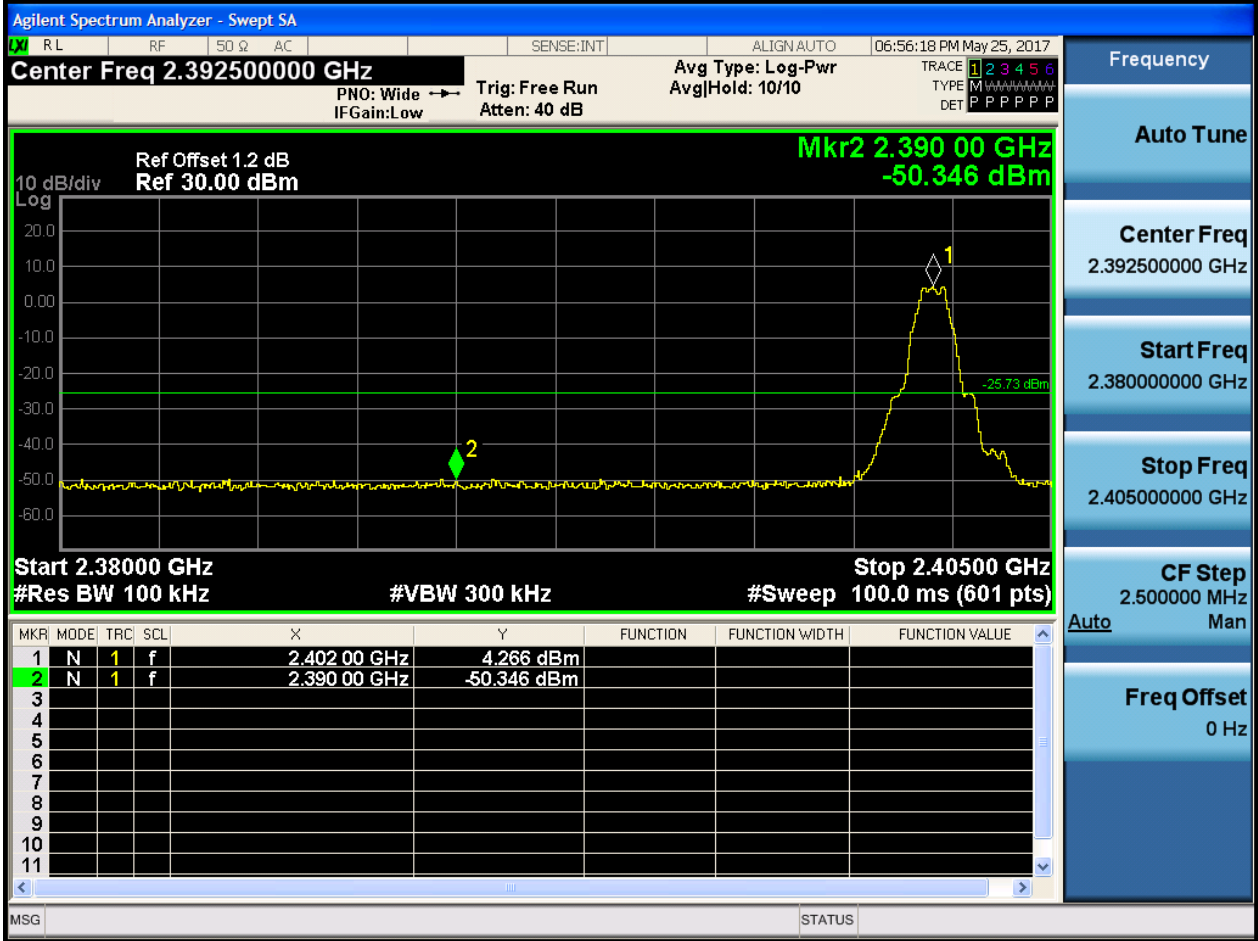 Agilent Spectrum Analyzer - Swept SA
LXI RL RF 50 Ω AC SENSE:INT ALIGN AUTO 06:56:18 PM May 25, 2017
Center Freq 2.392500000 GHz
PNO: Wide
IFGain:Low
Trig: Free Run
Atten: 40 dB
Avg Type: Log-Pwr
Avg|Hold: 10/10
TRACE 1 2 3 4 5 6
TYPE M W W W W W
DET P P P P P P
Ref Offset 1.2 dB
Ref 30.00 dBm
Mkr2 2.390 00 GHz
-50.346 dBm
10 dB/div
Log
20.0
10.0
0.00
-10.0
-20.0
-30.0
-40.0
-50.0
-60.0
1
2
-25.73 dBm
Start 2.38000 GHz Stop 2.40500 GHz
#Res BW 100 kHz #VBW 300 kHz #Sweep 100.0 ms (601 pts)
MKR MODE TRC SCL X Y FUNCTION FUNCTION WIDTH FUNCTION VALUE
1 N 1 f 2.402 00 GHz 4.266 dBm
2 N 1 f 2.390 00 GHz -50.346 dBm
3
4
5
6
7
8
9
10
11
MSG STATUS
Frequency
Auto Tune
Center Freq
2.392500000 GHz
Start Freq
2.380000000 GHz
Stop Freq
2.405000000 GHz
CF Step
2.500000 MHz
Auto Man
Freq Offset
0 Hz